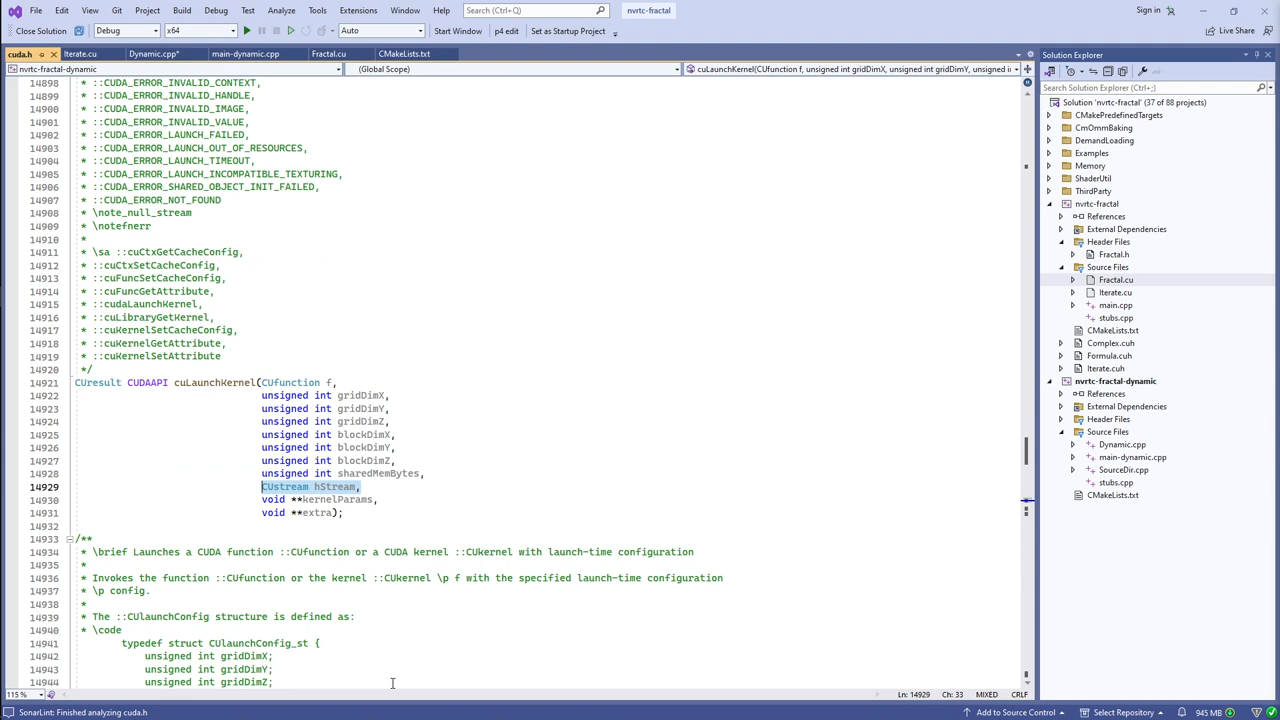 File Edit View Git Project Build Debug Test Analyze Tools Extensions Window Help Search (Ctrl+;) nvrtc-fractal Sign in
Close Solution Debug x64 Auto Start Window p4 edit Set as Startup Project Live Share
cuda.h Iterate.cu Dynamic.cpp* main-dynamic.cpp Fractal.cu CMakeLists.txt
nvrtc-fractal-dynamic (Global Scope) cuLaunchKernel(CUfunction f, unsigned int gridDimX, unsigned int gridDimY, unsigned i
14898 * ::CUDA_ERROR_INVALID_CONTEXT,
14899 * ::CUDA_ERROR_INVALID_HANDLE,
14900 * ::CUDA_ERROR_INVALID_IMAGE,
14901 * ::CUDA_ERROR_INVALID_VALUE,
14902 * ::CUDA_ERROR_LAUNCH_FAILED,
14903 * ::CUDA_ERROR_LAUNCH_OUT_OF_RESOURCES,
14904 * ::CUDA_ERROR_LAUNCH_TIMEOUT,
14905 * ::CUDA_ERROR_LAUNCH_INCOMPATIBLE_TEXTURING,
14906 * ::CUDA_ERROR_SHARED_OBJECT_INIT_FAILED,
14907 * ::CUDA_ERROR_NOT_FOUND
14908 * \note_null_stream
14909 * \notefnerr
14910 *
14911 * \sa ::cuCtxGetCacheConfig,
14912 * ::cuCtxSetCacheConfig,
14913 * ::cuFuncSetCacheConfig,
14914 * ::cuFuncGetAttribute,
14915 * ::cudaLaunchKernel,
14916 * ::cuLibraryGetKernel,
14917 * ::cuKernelSetCacheConfig,
14918 * ::cuKernelGetAttribute,
14919 * ::cuKernelSetAttribute
14920 */
14921 CUresult CUDAAPI cuLaunchKernel(CUfunction f,
14922 unsigned int gridDimX,
14923 unsigned int gridDimY,
14924 unsigned int gridDimZ,
14925 unsigned int blockDimX,
14926 unsigned int blockDimY,
14927 unsigned int blockDimZ,
14928 unsigned int sharedMemBytes,
14929 CUstream hStream,
14930 void **kernelParams,
14931 void **extra);
14932
14933 /**
14934 * \brief Launches a CUDA function ::CUfunction or a CUDA kernel ::CUkernel with launch-time configuration
14935 *
14936 * Invokes the function ::CUfunction or the kernel ::CUkernel \p f with the specified launch-time configuration
14937 * \p config.
14938 *
14939 * The ::CUlaunchConfig structure is defined as:
14940 * \code
14941 typedef struct CUlaunchConfig_st {
14942 unsigned int gridDimX;
14943 unsigned int gridDimY;
14944 unsigned int gridDimZ;
115 % Ln: 14929 Ch: 33 MIXED CRLF
Solution Explorer
Search Solution Explorer (Ctrl+;)
Solution 'nvrtc-fractal' (37 of 88 projects)
CMakePredefinedTargets
CmOmmBaking
DemandLoading
Examples
Memory
ShaderUtil
ThirdParty
nvrtc-fractal
References
External Dependencies
Header Files
Fractal.h
Source Files
Fractal.cu
Iterate.cu
main.cpp
stubs.cpp
CMakeLists.txt
Complex.cuh
Formula.cuh
Iterate.cuh
nvrtc-fractal-dynamic
References
External Dependencies
Header Files
Source Files
Dynamic.cpp
main-dynamic.cpp
SourceDir.cpp
stubs.cpp
CMakeLists.txt
SonarLint: Finished analyzing cuda.h Add to Source Control Select Repository 945 MB